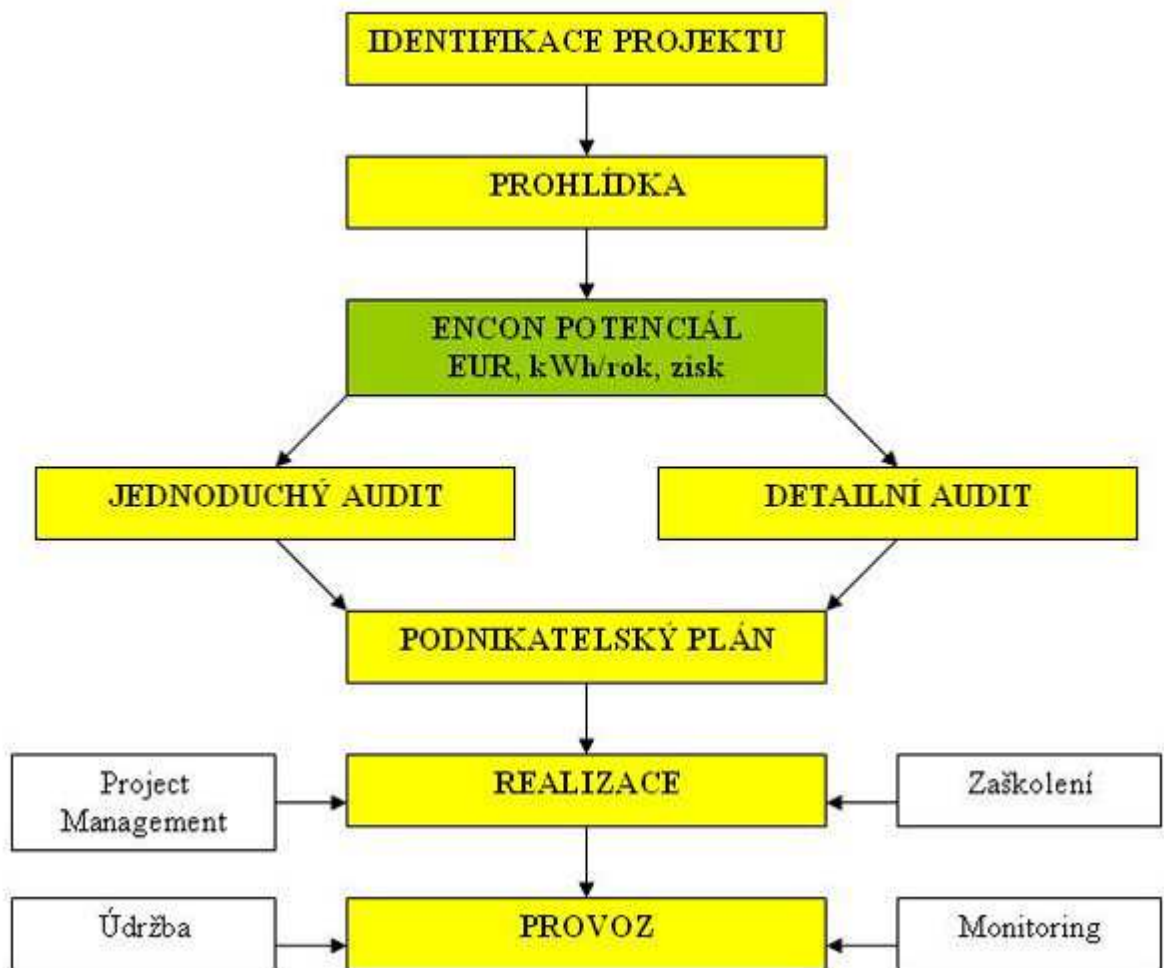 IDENTIFIKACE PROJEKTU
PROHLÍDKA
ENCON POTENCIÁL
EUR, kWh/rok, zisk
JEDNODUCHÝ AUDIT
DETAILNÍ AUDIT
PODNIKATELSKÝ PLÁN
Project
Management
REALIZACE
Zaškolení
Údržba
PROVOZ
Monitoring